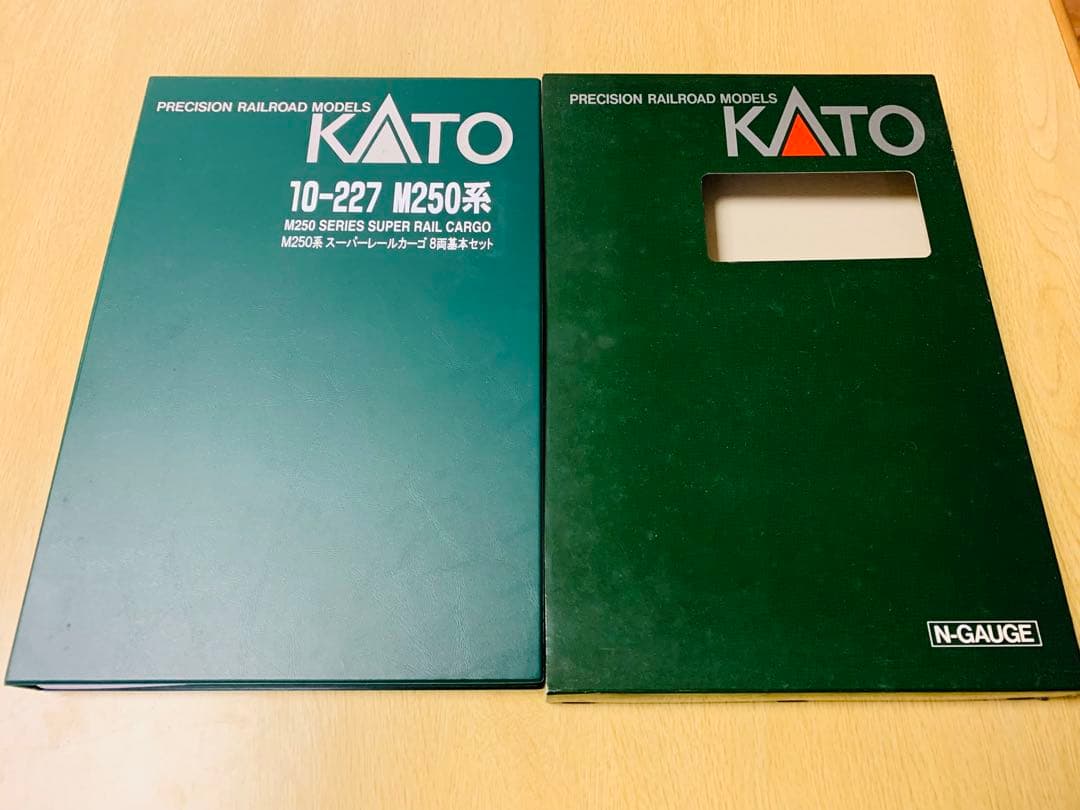 PRECISION RAILROAD MODELS
KATO
10-227 M250系
M250 SERIES SUPER RAIL CARGO
M250系 スーパーレールカーゴ 8両基本セット
PRECISION RAILROAD MODELS
KATO
N-GAUGE